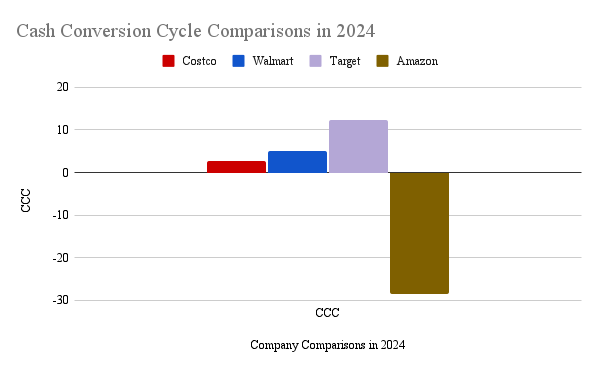 Cash Conversion Cycle Comparisons in 2024
Costco Walmart Target Amazon
20
10
0
-10
-20
-30
CCC
CCC
Company Comparisons in 2024